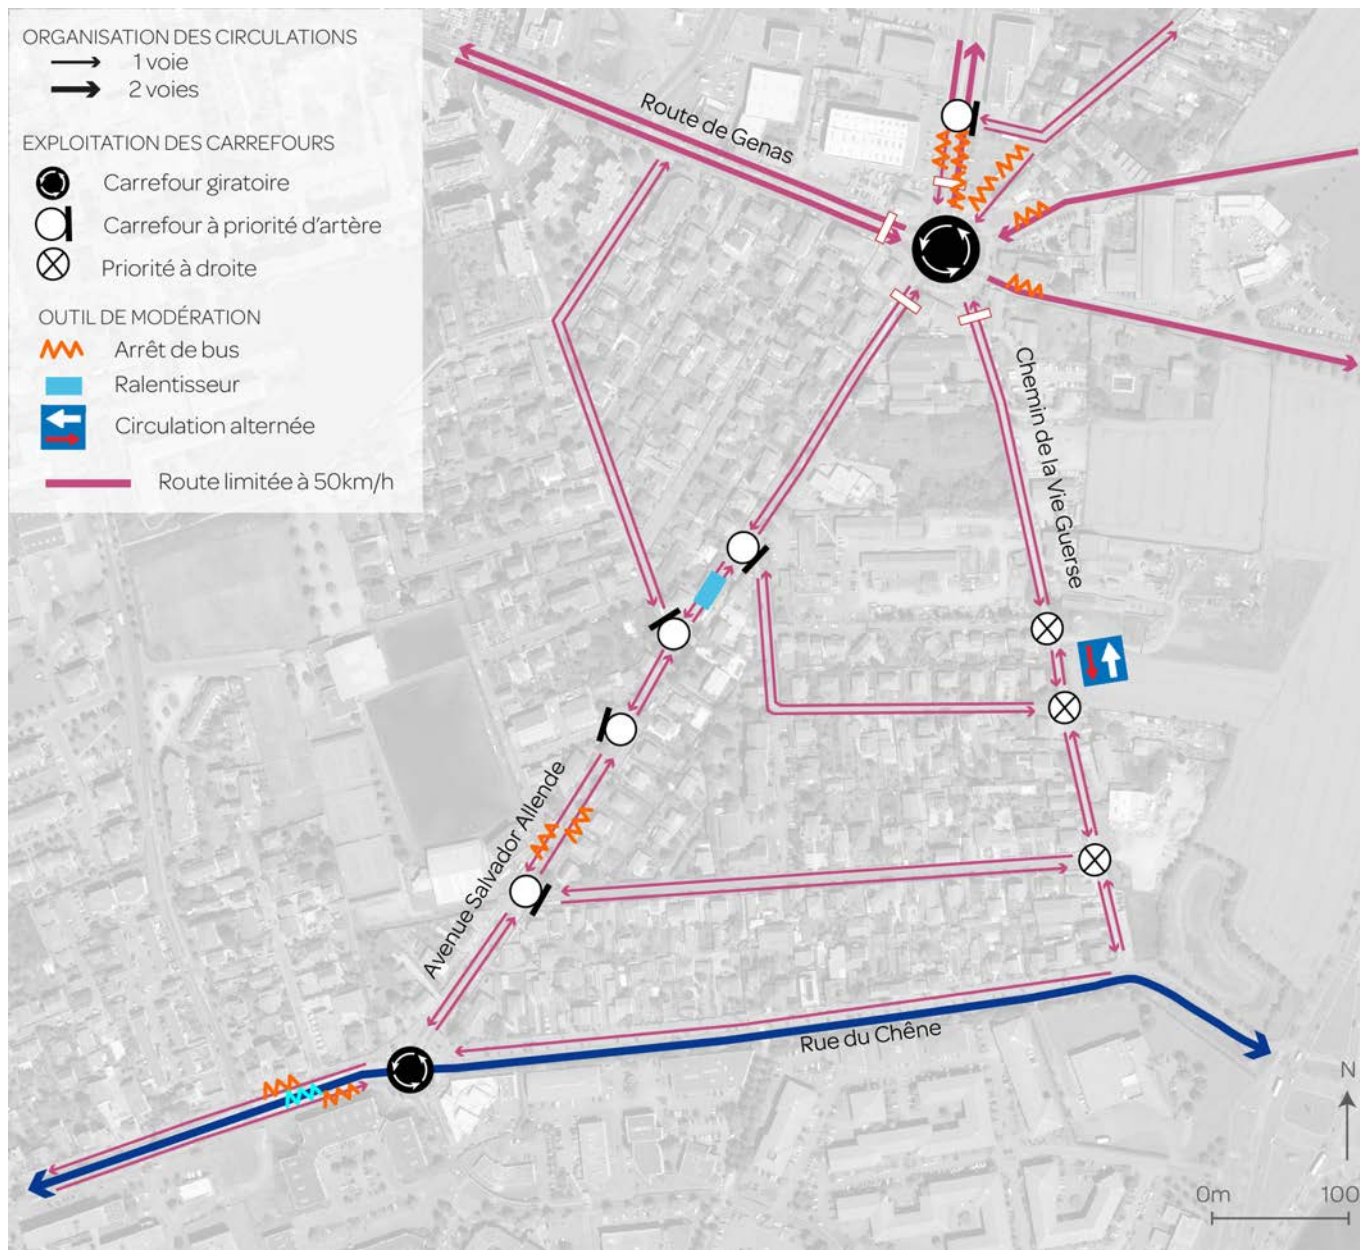 ORGANISATION DES CIRCULATIONS
1 voie
2 voies
EXPLOITATION DES CARREFOURS
Carrefour giratoire
Carrefour à priorité d'artère
Priorité à droite
OUTIL DE MODÉRATION
Arrêt de bus
Ralentisseur
Circulation alternée
Route limitée à 50km/h
Route de Genas
Chemin de la Vie Guerse
Avenue Salvador Allende
Rue du Chêne
N
0m 100